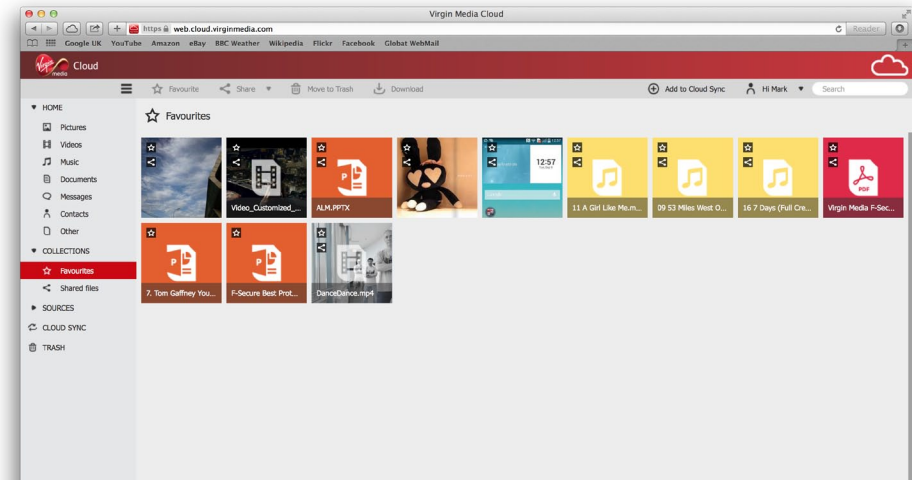 Virgin Media Cloud
https web.cloud.virginmedia.com
Reader
Google UK YouTube Amazon eBay BBC Weather Wikipedia Flickr Facebook Globat WebMail
Virgin media Cloud
Favourite Share Move to Trash Download Add to Cloud Sync Hi Mark Search
HOME
Pictures
Videos
Music
Documents
Messages
Contacts
Other
COLLECTIONS
Favourites
Shared files
SOURCES
CLOUD SYNC
TRASH
Favourites
P
12:57
PDF
Video_Customized_...
ALM.PPTX
11 A Girl Like Me.m...
09 53 Miles West O...
16 7 Days (Full Cre...
Virgin Media F-Sec...
P
P
7. Tom Gaffney You...
F-Secure Best Prot...
DanceDance.mp4